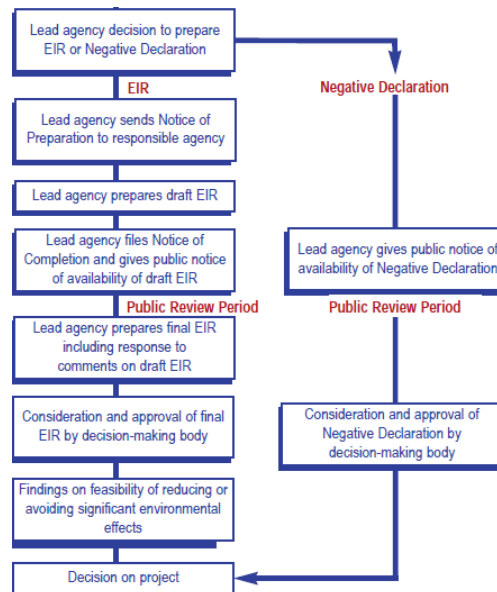 Lead agency decision to prepare
EIR or Negative Declaration
EIR
Negative Declaration
Lead agency sends Notice of
Preparation to responsible agency
Lead agency prepares draft EIR
Lead agency files Notice of
Completion and gives public notice
of availability of draft EIR
Lead agency gives public notice of
availability of Negative Declaration
Public Review Period
Public Review Period
Lead agency prepares final EIR
including response to
comments on draft EIR
Consideration and approval of final
EIR by decision-making body
Consideration and approval of
Negative Declaration by
decision-making body
Findings on feasibility of reducing or
avoiding significant environmental
effects
Decision on project